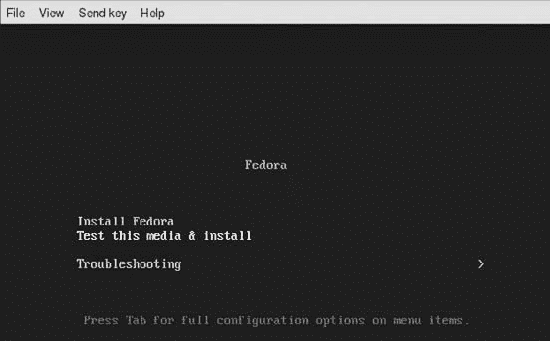 File View Send key Help
Fedora
Install Fedora
Test this media & install
Troubleshooting >
Press Tab for full configuration options on menu items.